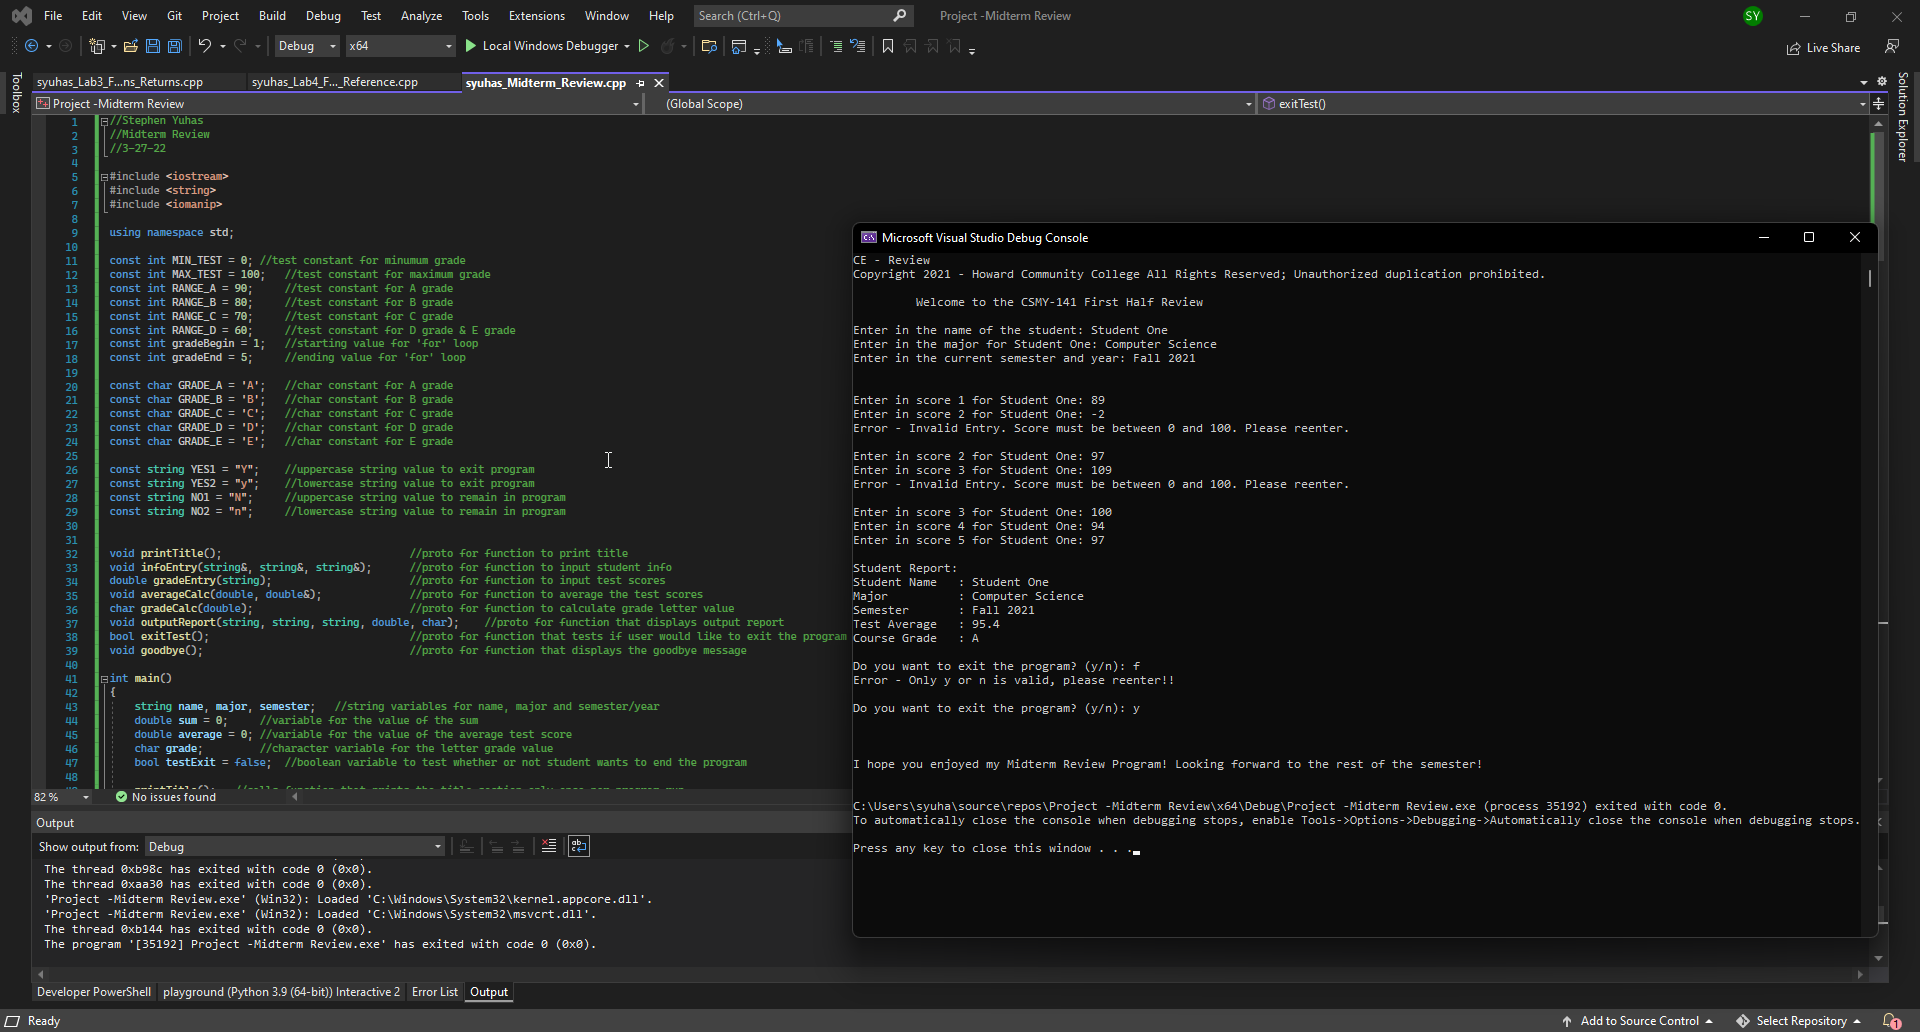 File Edit View Git Project Build Debug Test Analyze Tools Extensions Window Help Search (Ctrl+Q) Project -Midterm Review SY
Debug x64 Local Windows Debugger Live Share
Toolbox
syuhas_Lab3_F...ns_Returns.cpp syuhas_Lab4_F..._Reference.cpp syuhas_Midterm_Review.cpp
Project -Midterm Review (Global Scope) exitTest()
Solution Explorer
1 //Stephen Yuhas
2 //Midterm Review
3 //3-27-22
4
5 #include <iostream>
6 #include <string>
7 #include <iomanip>
8
9 using namespace std;
10
11 const int MIN_TEST = 0; //test constant for minumum grade
12 const int MAX_TEST = 100; //test constant for maximum grade
13 const int RANGE_A = 90; //test constant for A grade
14 const int RANGE_B = 80; //test constant for B grade
15 const int RANGE_C = 70; //test constant for C grade
16 const int RANGE_D = 60; //test constant for D grade & E grade
17 const int gradeBegin = 1; //starting value for 'for' loop
18 const int gradeEnd = 5; //ending value for 'for' loop
19
20 const char GRADE_A = 'A'; //char constant for A grade
21 const char GRADE_B = 'B'; //char constant for B grade
22 const char GRADE_C = 'C'; //char constant for C grade
23 const char GRADE_D = 'D'; //char constant for D grade
24 const char GRADE_E = 'E'; //char constant for E grade
25
26 const string YES1 = "Y"; //uppercase string value to exit program
27 const string YES2 = "y"; //lowercase string value to exit program
28 const string NO1 = "N"; //uppercase string value to remain in program
29 const string NO2 = "n"; //lowercase string value to remain in program
30
31
32 void printTitle(); //proto for function to print title
33 void infoEntry(string&, string&, string&); //proto for function to input student info
34 double gradeEntry(string); //proto for function to input test scores
35 void averageCalc(double, double&); //proto for function to average the test scores
36 char gradeCalc(double); //proto for function to calculate grade letter value
37 void outputReport(string, string, string, double, char); //proto for function that displays output report
38 bool exitTest(); //proto for function that tests if user would like to exit the program
39 void goodbye(); //proto for function that displays the goodbye message
40
41 int main()
42 {
43 string name, major, semester; //string variables for name, major and semester/year
44 double sum = 0; //variable for the value of the sum
45 double average = 0; //variable for the value of the average test score
46 char grade; //character variable for the letter grade value
47 bool testExit = false; //boolean variable to test whether or not student wants to end the program
48
82 % No issues found
Output
Show output from: Debug
The thread 0xb98c has exited with code 0 (0x0).
The thread 0xaa30 has exited with code 0 (0x0).
'Project -Midterm Review.exe' (Win32): Loaded 'C:\Windows\System32\kernel.appcore.dll'.
'Project -Midterm Review.exe' (Win32): Loaded 'C:\Windows\System32\msvcrt.dll'.
The thread 0xb144 has exited with code 0 (0x0).
The program '[35192] Project -Midterm Review.exe' has exited with code 0 (0x0).
Microsoft Visual Studio Debug Console
CE - Review
Copyright 2021 - Howard Community College All Rights Reserved; Unauthorized duplication prohibited.
Welcome to the CSMY-141 First Half Review
Enter in the name of the student: Student One
Enter in the major for Student One: Computer Science
Enter in the current semester and year: Fall 2021
Enter in score 1 for Student One: 89
Enter in score 2 for Student One: -2
Error - Invalid Entry. Score must be between 0 and 100. Please reenter.
Enter in score 2 for Student One: 97
Enter in score 3 for Student One: 109
Error - Invalid Entry. Score must be between 0 and 100. Please reenter.
Enter in score 3 for Student One: 100
Enter in score 4 for Student One: 94
Enter in score 5 for Student One: 97
Student Report:
Student Name : Student One
Major : Computer Science
Semester : Fall 2021
Test Average : 95.4
Course Grade : A
Do you want to exit the program? (y/n): f
Error - Only y or n is valid, please reenter!!
Do you want to exit the program? (y/n): y
I hope you enjoyed my Midterm Review Program! Looking forward to the rest of the semester!
C:\Users\syuha\source\repos\Project -Midterm Review\x64\Debug\Project -Midterm Review.exe (process 35192) exited with code 0.
To automatically close the console when debugging stops, enable Tools->Options->Debugging->Automatically close the console when debugging stops.
Press any key to close this window . . .
Developer PowerShell playground (Python 3.9 (64-bit)) Interactive 2 Error List Output
Ready Add to Source Control Select Repository 1